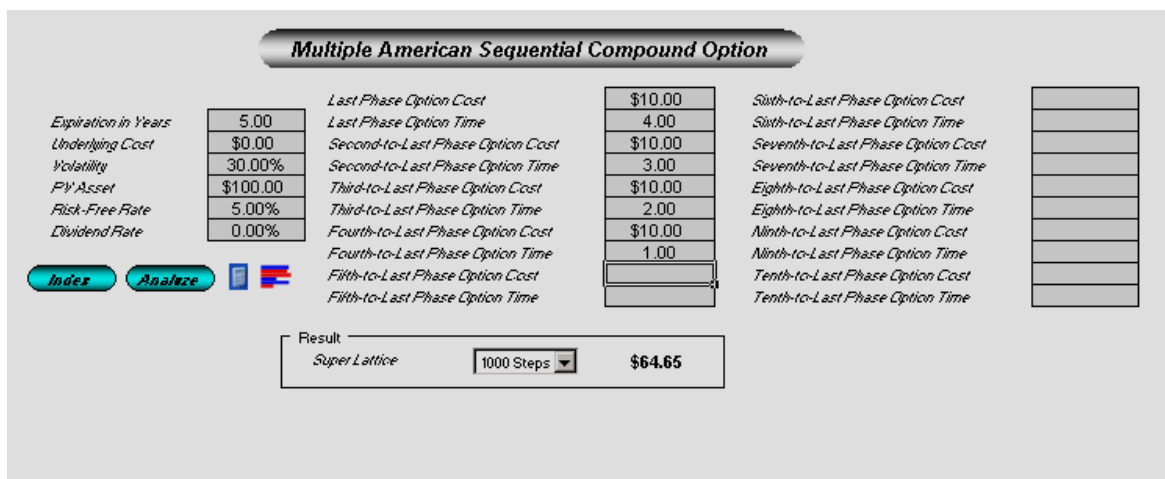 Multiple American Sequential Compound Option
Expiration in Years 5.00
Underlying Cost $0.00
Volatility 30.00%
PV Asset $100.00
Risk-Free Rate 5.00%
Dividend Rate 0.00%
Index Analyze
Last Phase Option Cost $10.00
Last Phase Option Time 4.00
Second-to-Last Phase Option Cost $10.00
Second-to-Last Phase Option Time 3.00
Third-to-Last Phase Option Cost $10.00
Third-to-Last Phase Option Time 2.00
Fourth-to-Last Phase Option Cost $10.00
Fourth-to-Last Phase Option Time 1.00
Fifth-to-Last Phase Option Cost
Fifth-to-Last Phase Option Time
Sixth-to-Last Phase Option Cost
Sixth-to-Last Phase Option Time
Seventh-to-Last Phase Option Cost
Seventh-to-Last Phase Option Time
Eighth-to-Last Phase Option Cost
Eighth-to-Last Phase Option Time
Ninth-to-Last Phase Option Cost
Ninth-to-Last Phase Option Time
Tenth-to-Last Phase Option Cost
Tenth-to-Last Phase Option Time
Result
Super Lattice 1000 Steps $64.65